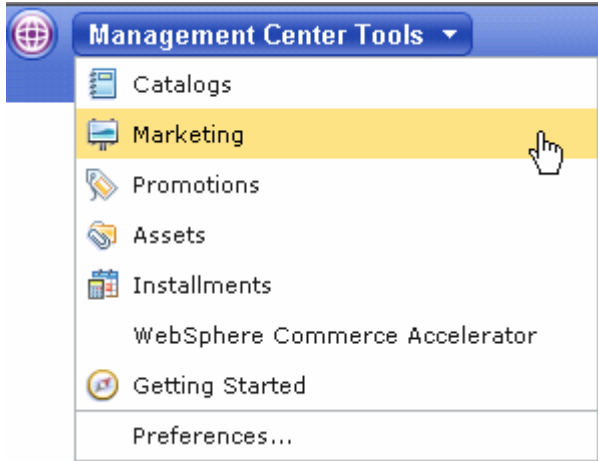 Management Center Tools
Catalogs
Marketing
Promotions
Assets
Installments
WebSphere Commerce Accelerator
Getting Started
Preferences...